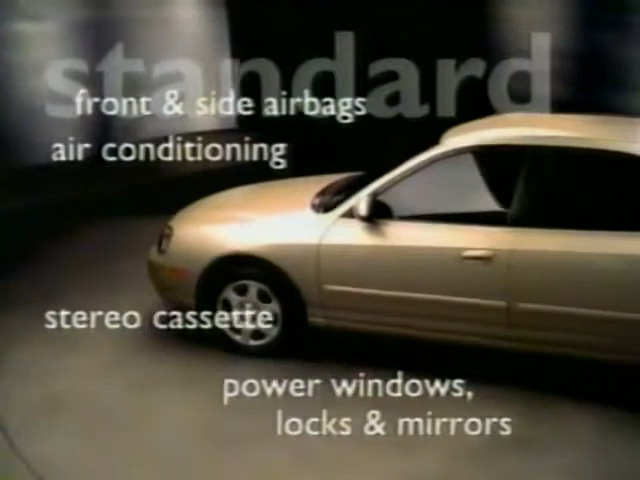 standard
front & side airbags
air conditioning
stereo cassette
power windows,
locks & mirrors